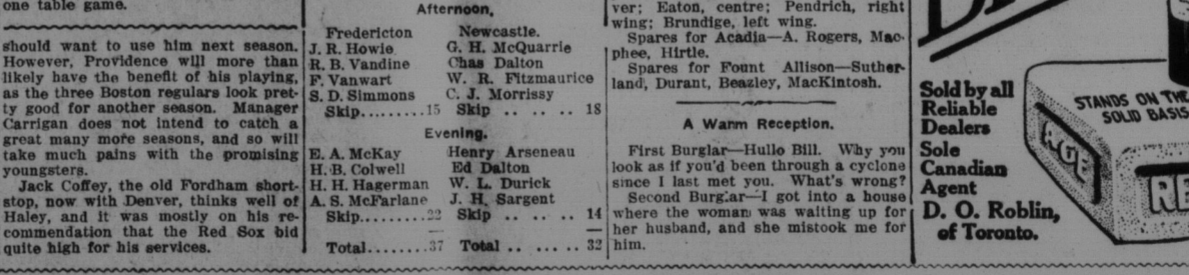 one table game.
should want to use him next season.
However, Providence will more than
likely have the benefit of his playing,
as the three Boston regulars look pret-
ty good for another season. Manager
Carrigan does not intend to catch a
great many more seasons, and so will
take much pains with the promising
youngsters.
Jack Coffey, the old Fordham short-
stop, now with Denver, thinks well of
Haley, and it was mostly on his re-
commendation that the Red Sox bid
quite high for his services.
Afternoon.
Fredericton Newcastle.
J. R. Howie G. H. McQuarrie
R. B. Vandine Chas Dalton
F. Vanwart W. R. Fitzmaurice
S. D. Simmons C. J. Morrissy
Skip.........15 Skip .. .. .. 18
Evening.
E. A. McKay Henry Arseneau
H. B. Colwell Ed Dalton
H. H. Hagerman W. L. Durick
A. S. McFarlane J. H. Sargent
Skip.........22 Skip .. .. .. 14
Total........37 Total .. .. .. 32
ver; Eaton, centre; Pendrich, right
wing; Brundige, left wing.
Spares for Acadia—A. Rogers, Mac-
phee, Hirtle.
Spares for Fount Allison—Suther-
land, Durant, Beazley, MacKintosh.
A Warm Reception.
First Burglar—Hullo Bill. Why you
look as if you'd been through a cyclone
since I last met you. What's wrong?
Second Burglar—I got into a house
where the woman was waiting up for
her husband, and she mistook me for
him.
Sold by all
Reliable
Dealers
Sole
Canadian
Agent
D. O. Roblin,
of Toronto.
STANDS ON THE
SOLID BASIS
AGE
RE